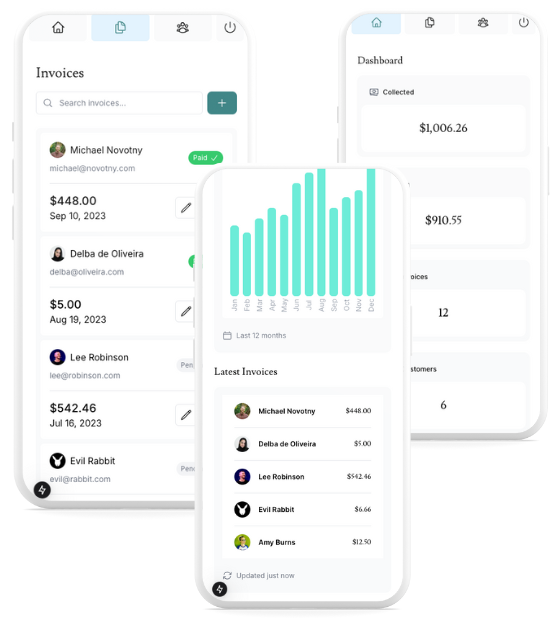 Invoices
Search invoices...
Michael Novotny
michael@novotny.com
Paid
$448.00
Sep 10, 2023
Delba de Oliveira
delba@oliveira.com
$5.00
Aug 19, 2023
Lee Robinson
lee@robinson.com
Pen
$542.46
Jul 16, 2023
Evil Rabbit
evil@rabbit.com
Pend
Jan
Feb
Mar
Apr
May
Jun
Jul
Aug
Sep
Oct
Nov
Dec
Last 12 months
Latest Invoices
Michael Novotny $448.00
Delba de Oliveira $5.00
Lee Robinson $542.46
Evil Rabbit $6.66
Amy Burns $12.50
Updated just now
Dashboard
Collected
$1,006.26
$910.55
oices
12
stomers
6